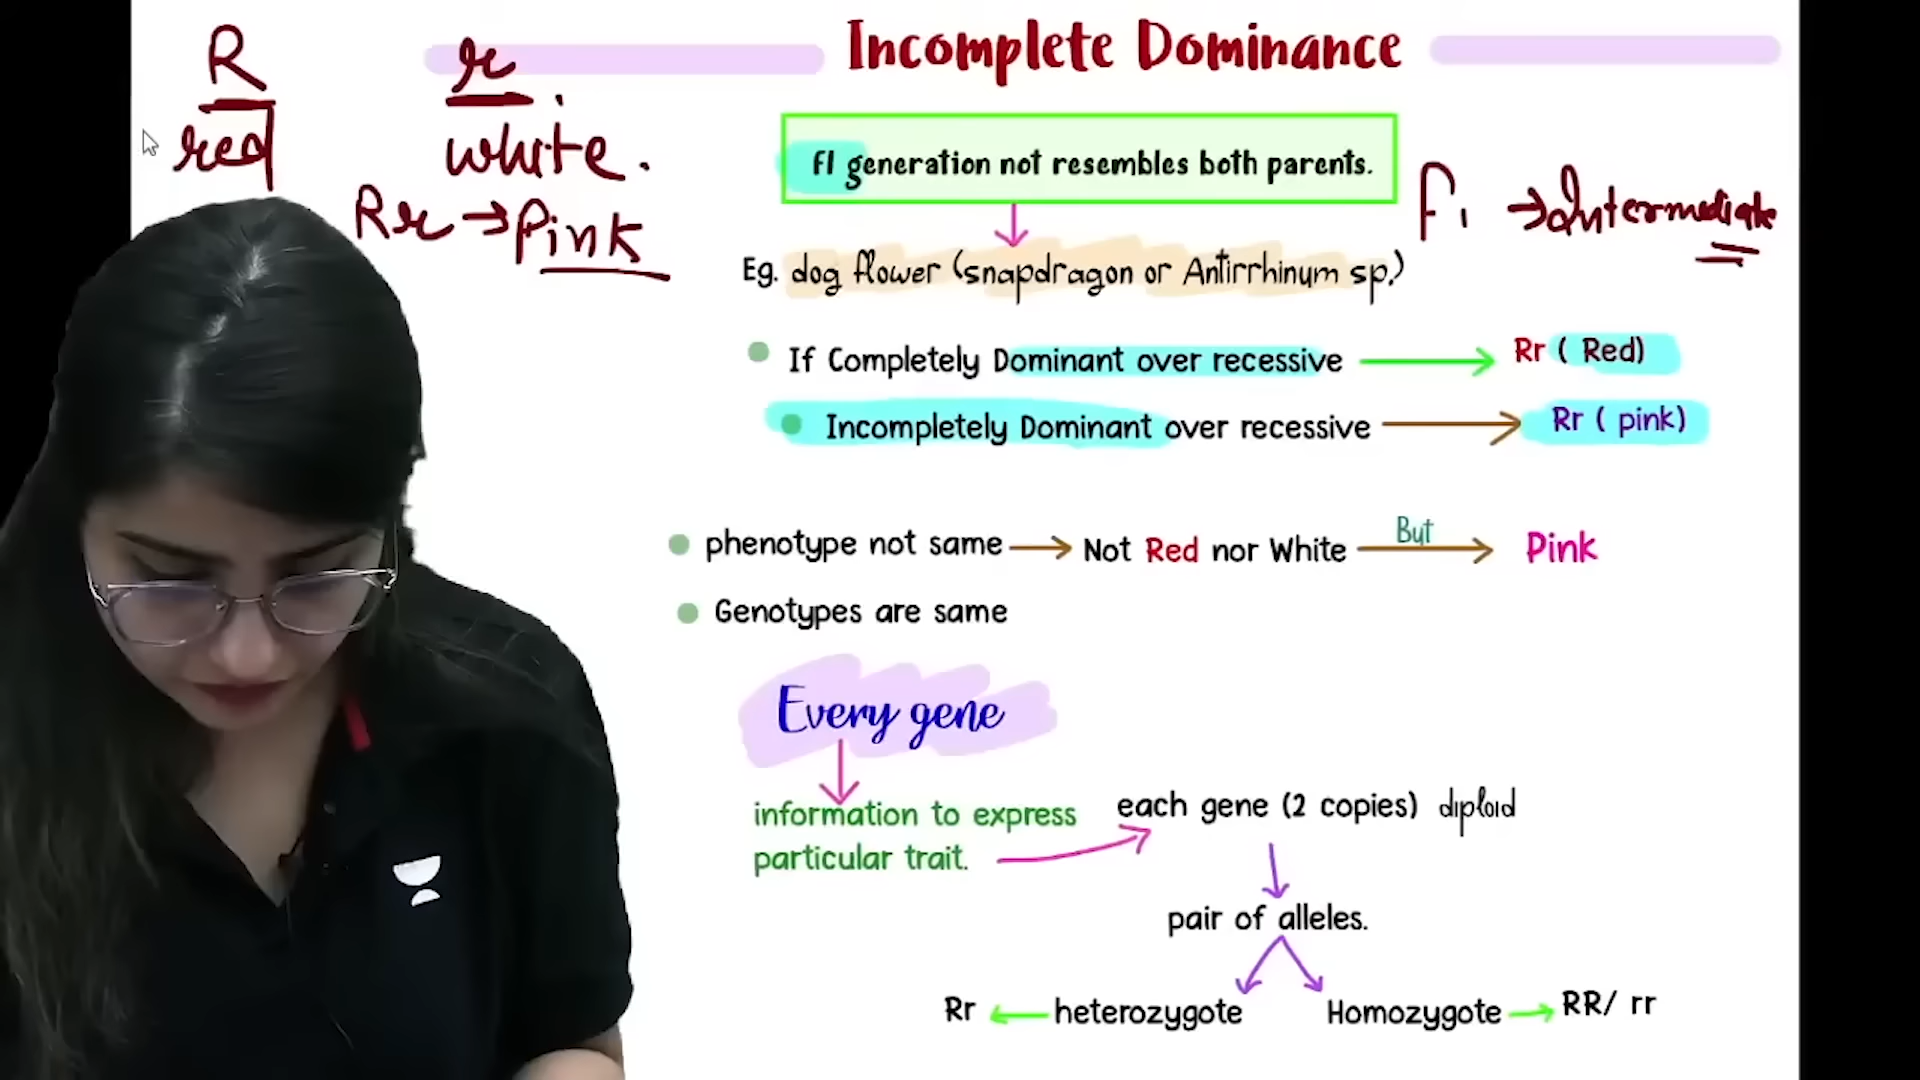 R r
red white.
Rr → Pink
Incomplete Dominance
F1 generation not resembles both parents.
F1 → Intermediate
Eg. dog flower (snapdragon or Antirrhinum sp.)
If Completely Dominant over recessive → Rr ( Red)
Incompletely Dominant over recessive → Rr ( pink)
phenotype not same → Not Red nor White But → Pink
Genotypes are same
Every gene
information to express
particular trait.
each gene (2 copies) diploid
pair of alleles.
Rr ← heterozygote Homozygote → RR/ rr